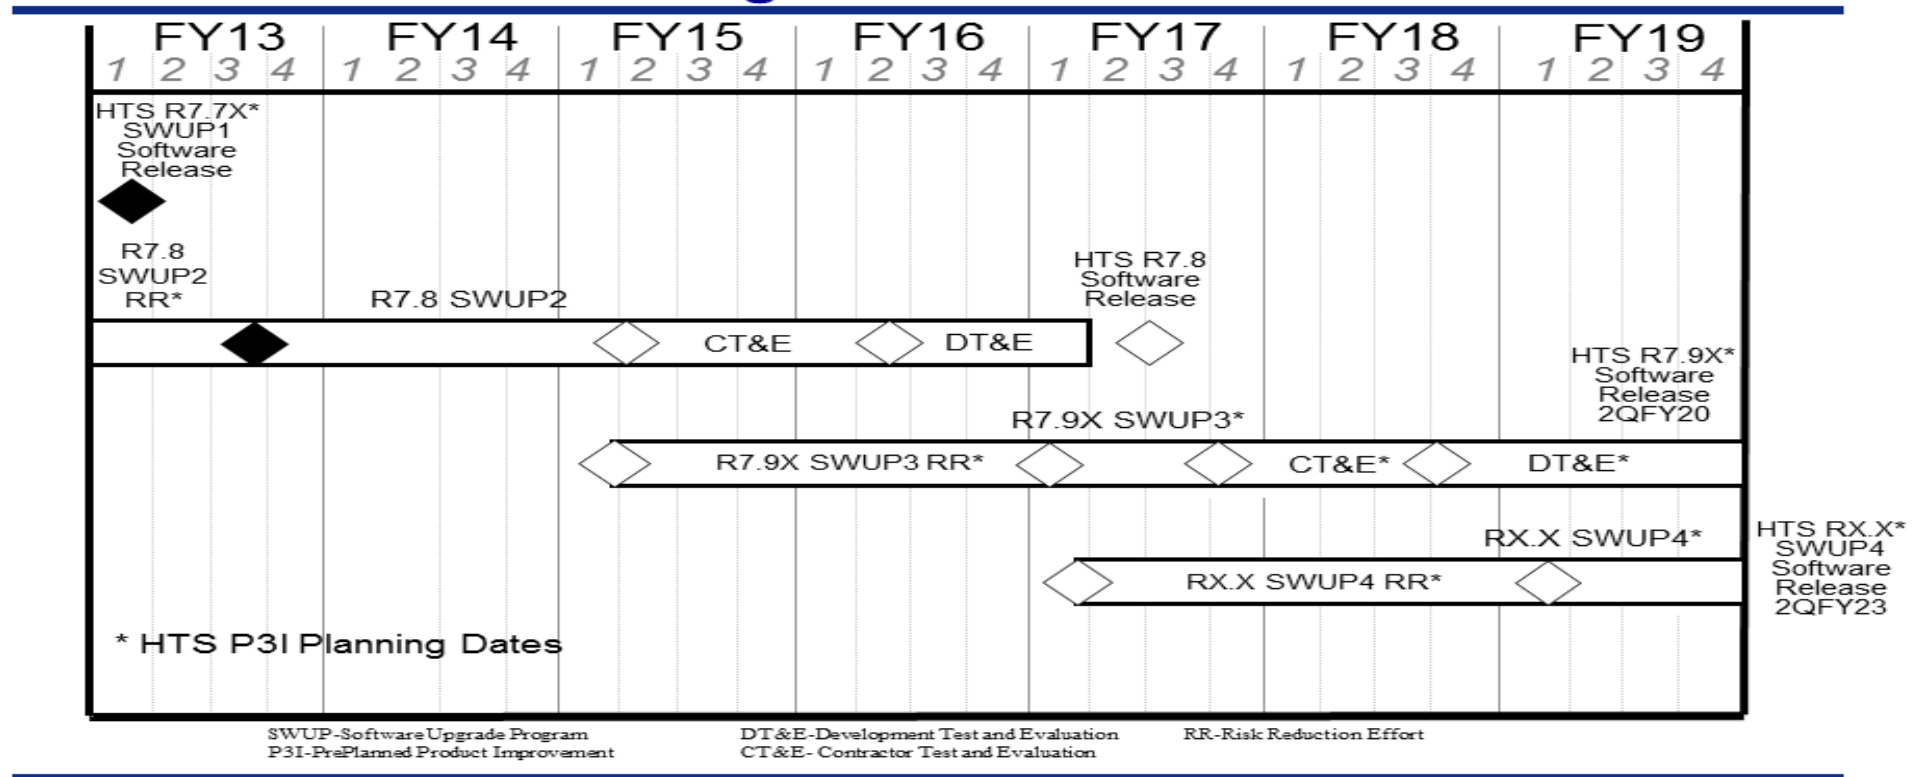 FY13 FY14 FY15 FY16 FY17 FY18 FY19
1 2 3 4 1 2 3 4 1 2 3 4 1 2 3 4 1 2 3 4 1 2 3 4 1 2 3 4
HTS R7.7X*
SWUP1
Software
Release
R7.8
SWUP2
RR*
R7.8 SWUP2
HTS R7.8
Software
Release
CT&E
DT&E
HTS R7.9X*
Software
Release
2QFY20
R7.9X SWUP3*
R7.9X SWUP3 RR*
CT&E*
DT&E*
RX.X SWUP4*
RX.X SWUP4 RR*
HTS RX.X*
SWUP4
Software
Release
2QFY23
* HTS P3I Planning Dates
SWUP-Software Upgrade Program
P3I-PrePlanned Product Improvement
DT&E-Development Test and Evaluation
CT&E- Contractor Test and Evaluation
RR-Risk Reduction Effort